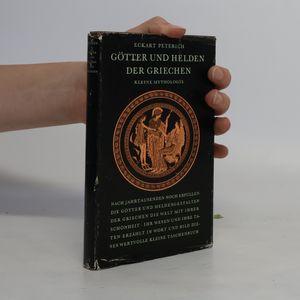 ECKART PETERICH
GÖTTER UND HELDEN
DER GRIECHEN
KLEINE MYTHOLOGIE
NACH JAHRTAUSENDEN NOCH ERFÜLLEN
DIE GÖTTER UND HELDENGESTALTEN
DER GRIECHEN DIE WELT MIT IHRER
SCHÖNHEIT. IHR WESEN UND IHRE TA-
TEN ERZÄHLT IN WORT UND BILD DIE-
SES WERTVOLLE KLEINE TASCHENBUCH